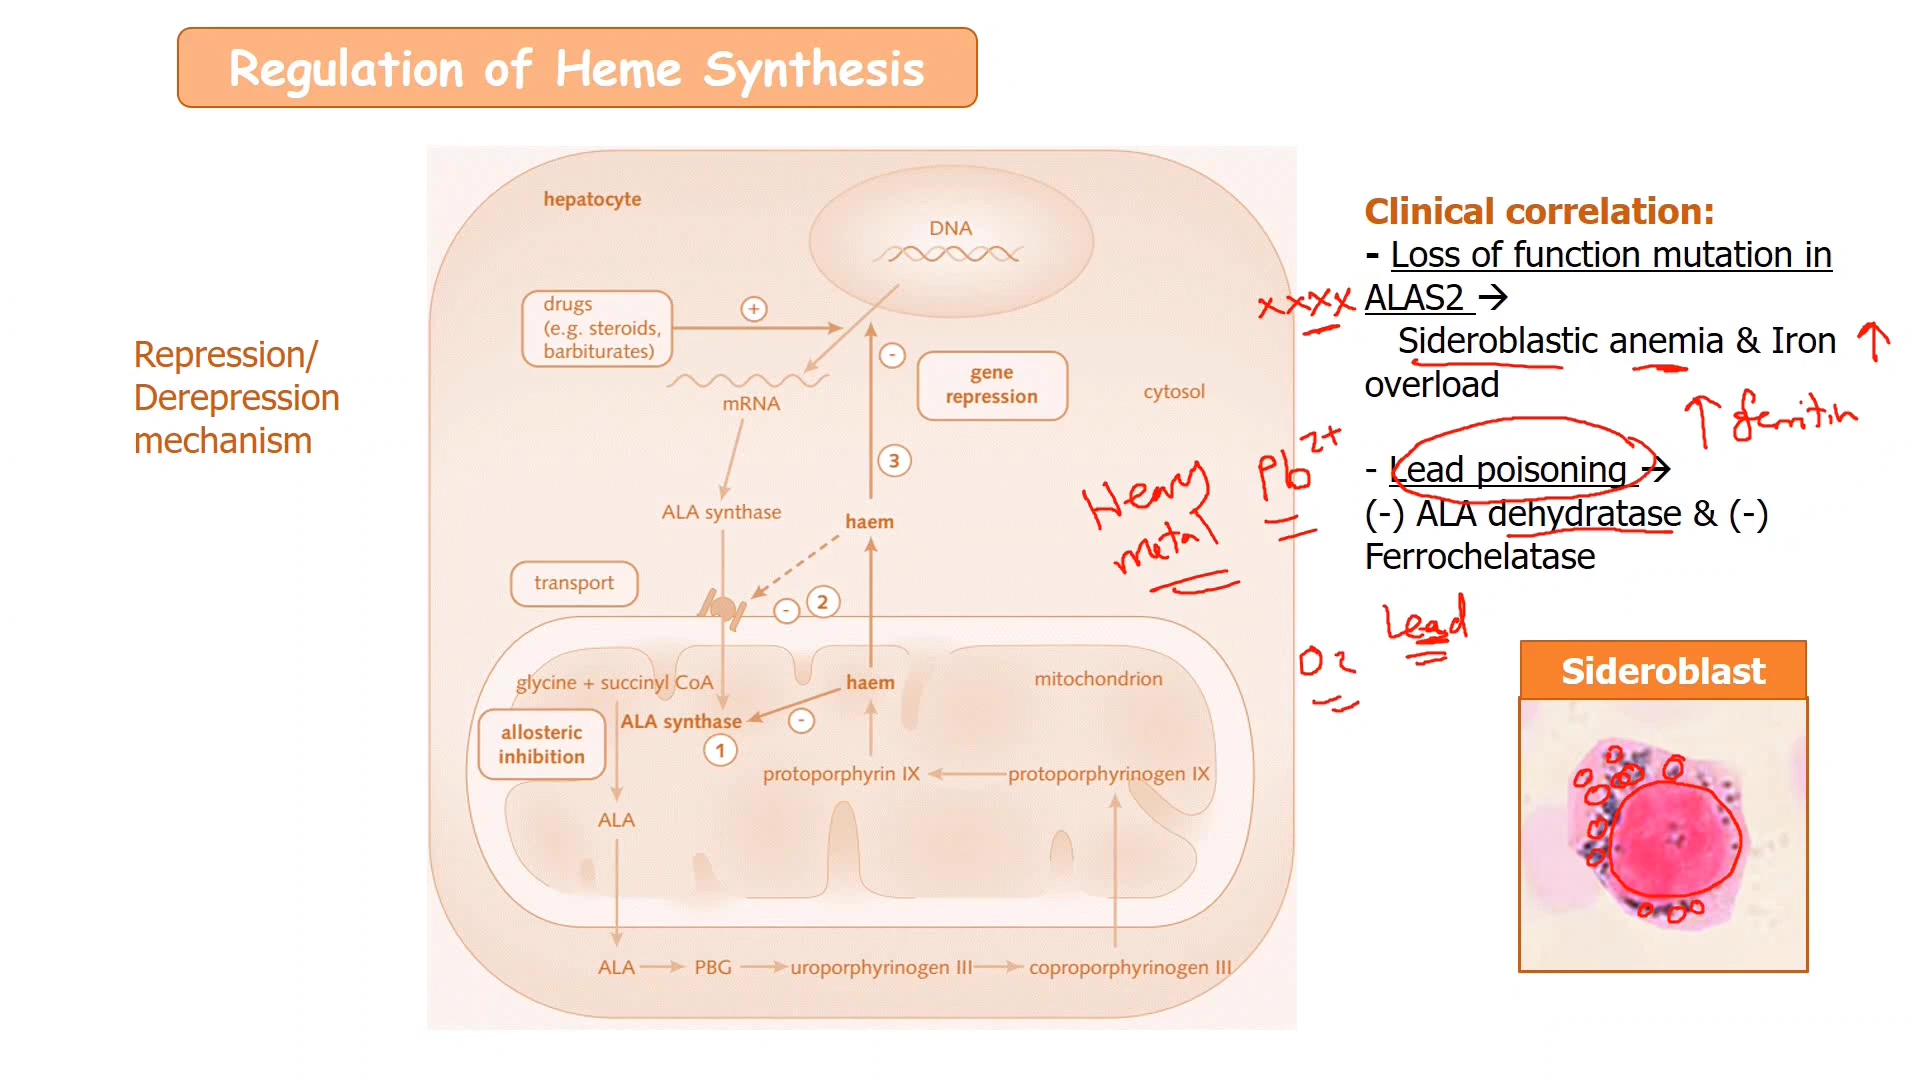 Regulation of Heme Synthesis
Repression/
Derepression
mechanism
hepatocyte
DNA
drugs
(e.g. steroids,
barbiturates)
+
-
gene
repression
mRNA
cytosol
3
ALA synthase
haem
transport
-
2
glycine + succinyl CoA
haem
mitochondrion
ALA synthase
-
allosteric
inhibition
1
protoporphyrin IX
protoporphyrinogen IX
ALA
ALA
PBG
uroporphyrinogen III
coproporphyrinogen III
Clinical correlation:
- Loss of function mutation in
xxxx ALAS2 →
Sideroblastic anemia & Iron ↑
overload
↑ ferritin
- Lead poisoning →
(-) ALA dehydratase & (-)
Ferrochelatase
Heavy
metal
Pb2+
Lead
O2
Sideroblast